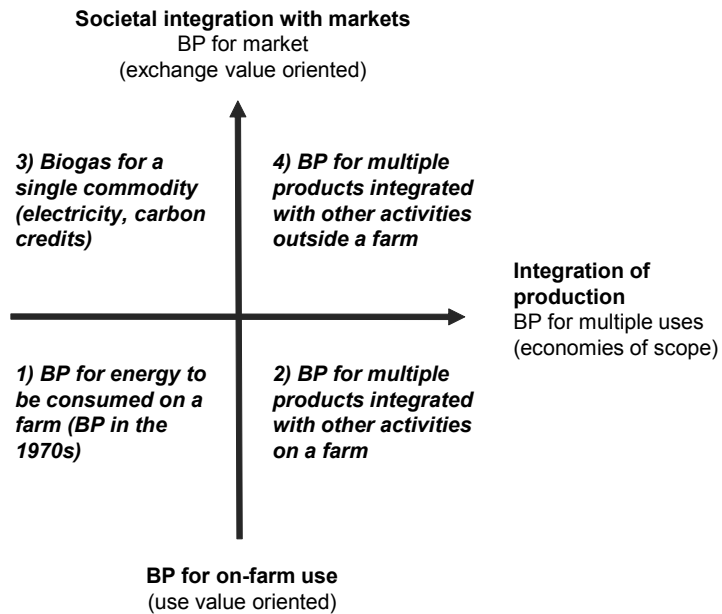 Societal integration with markets
BP for market
(exchange value oriented)
3) Biogas for a
single commodity
(electricity, carbon
credits)
4) BP for multiple
products integrated
with other activities
outside a farm
Integration of
production
BP for multiple uses
(economies of scope)
1) BP for energy to
be consumed on a
farm (BP in the
1970s)
2) BP for multiple
products integrated
with other activities
on a farm
BP for on-farm use
(use value oriented)